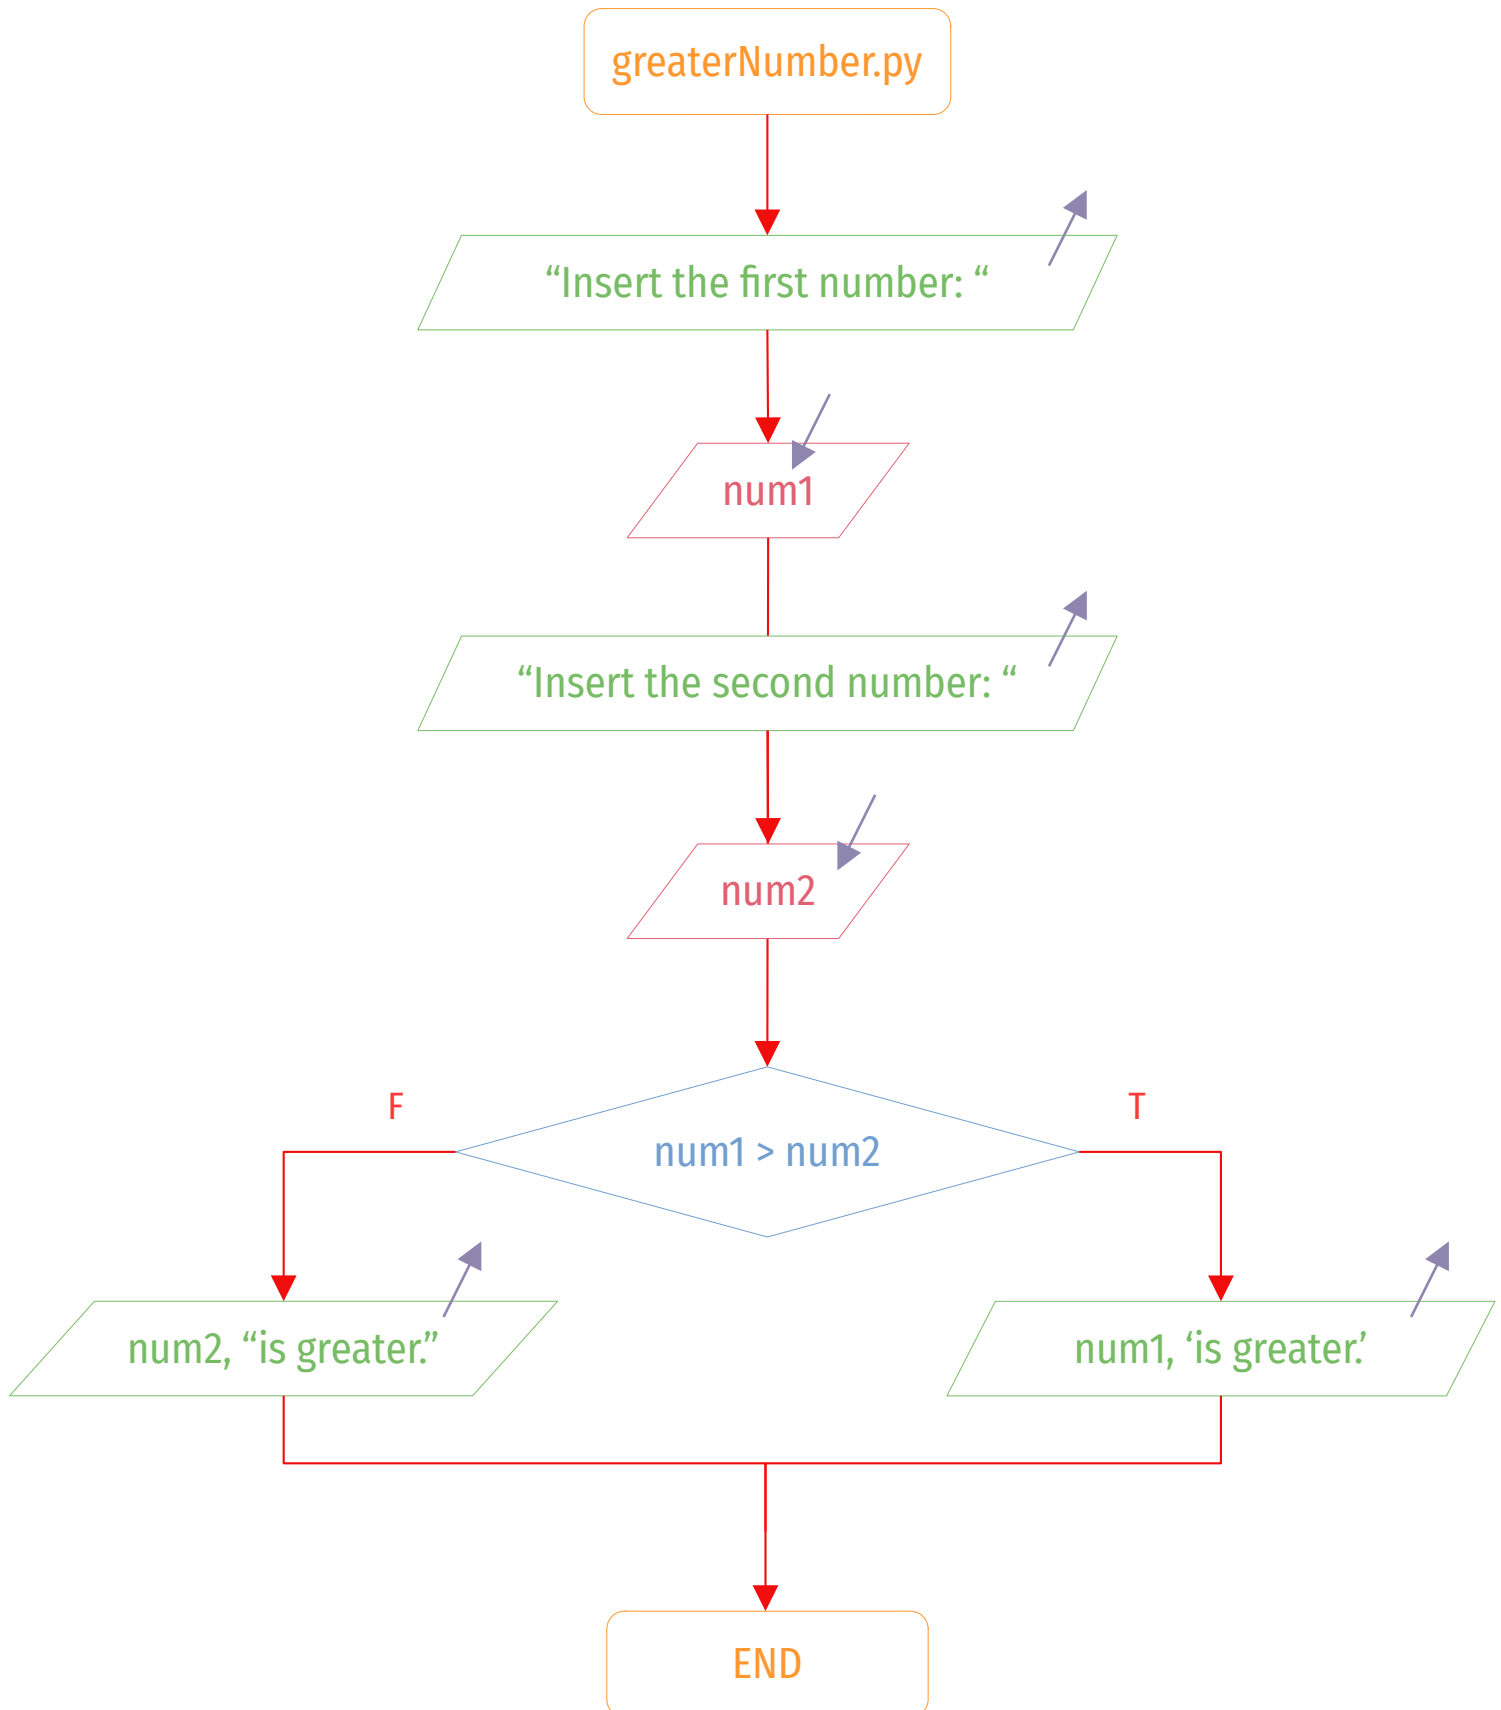 greaterNumber.py
“Insert the first number: “
num1
“Insert the second number: “
num2
F
T
num1 > num2
num2, “is greater.”
num1, ‘is greater.’
END